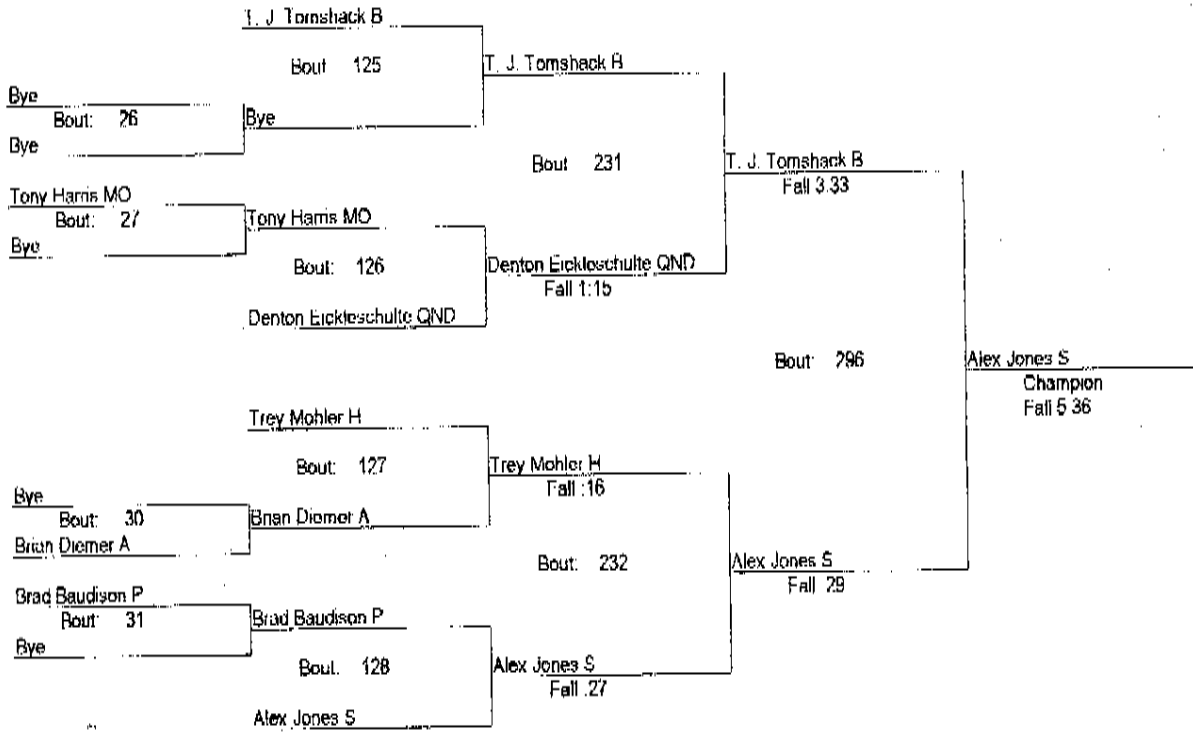 T. J. Tomshack B
Bout 125
T. J. Tomshack B
Bye
Bout: 26
Bye
Bye
Bout 231
T. J. Tomshack B
Fall 3.33
Tony Harris MO
Bout: 27
Tony Harris MO
Bye
Bout: 126
Denton Eickleschulte QND
Fall 1:15
Denton Eickleschulte QND
Bout: 296
Alex Jones S
Champion
Fall 5 36
Trey Mohler H
Bout: 127
Trey Mohler H
Fall :16
Bye
Bout: 30
Brian Diemer A
Brian Diemer A
Bout: 232
Alex Jones S
Fall 29
Brad Baudison P
Bout: 31
Brad Baudison P
Bye
Bout. 128
Alex Jones S
Fall .27
Alex Jones S